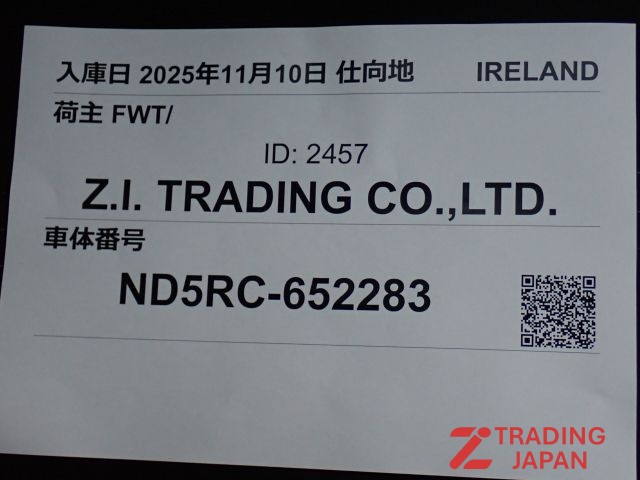 入庫日 2025年11月10日 仕向地 IRELAND
荷主 FWT/
ID: 2457
Z.I. TRADING CO.,LTD.
車体番号
ND5RC-652283
TRADING
JAPAN